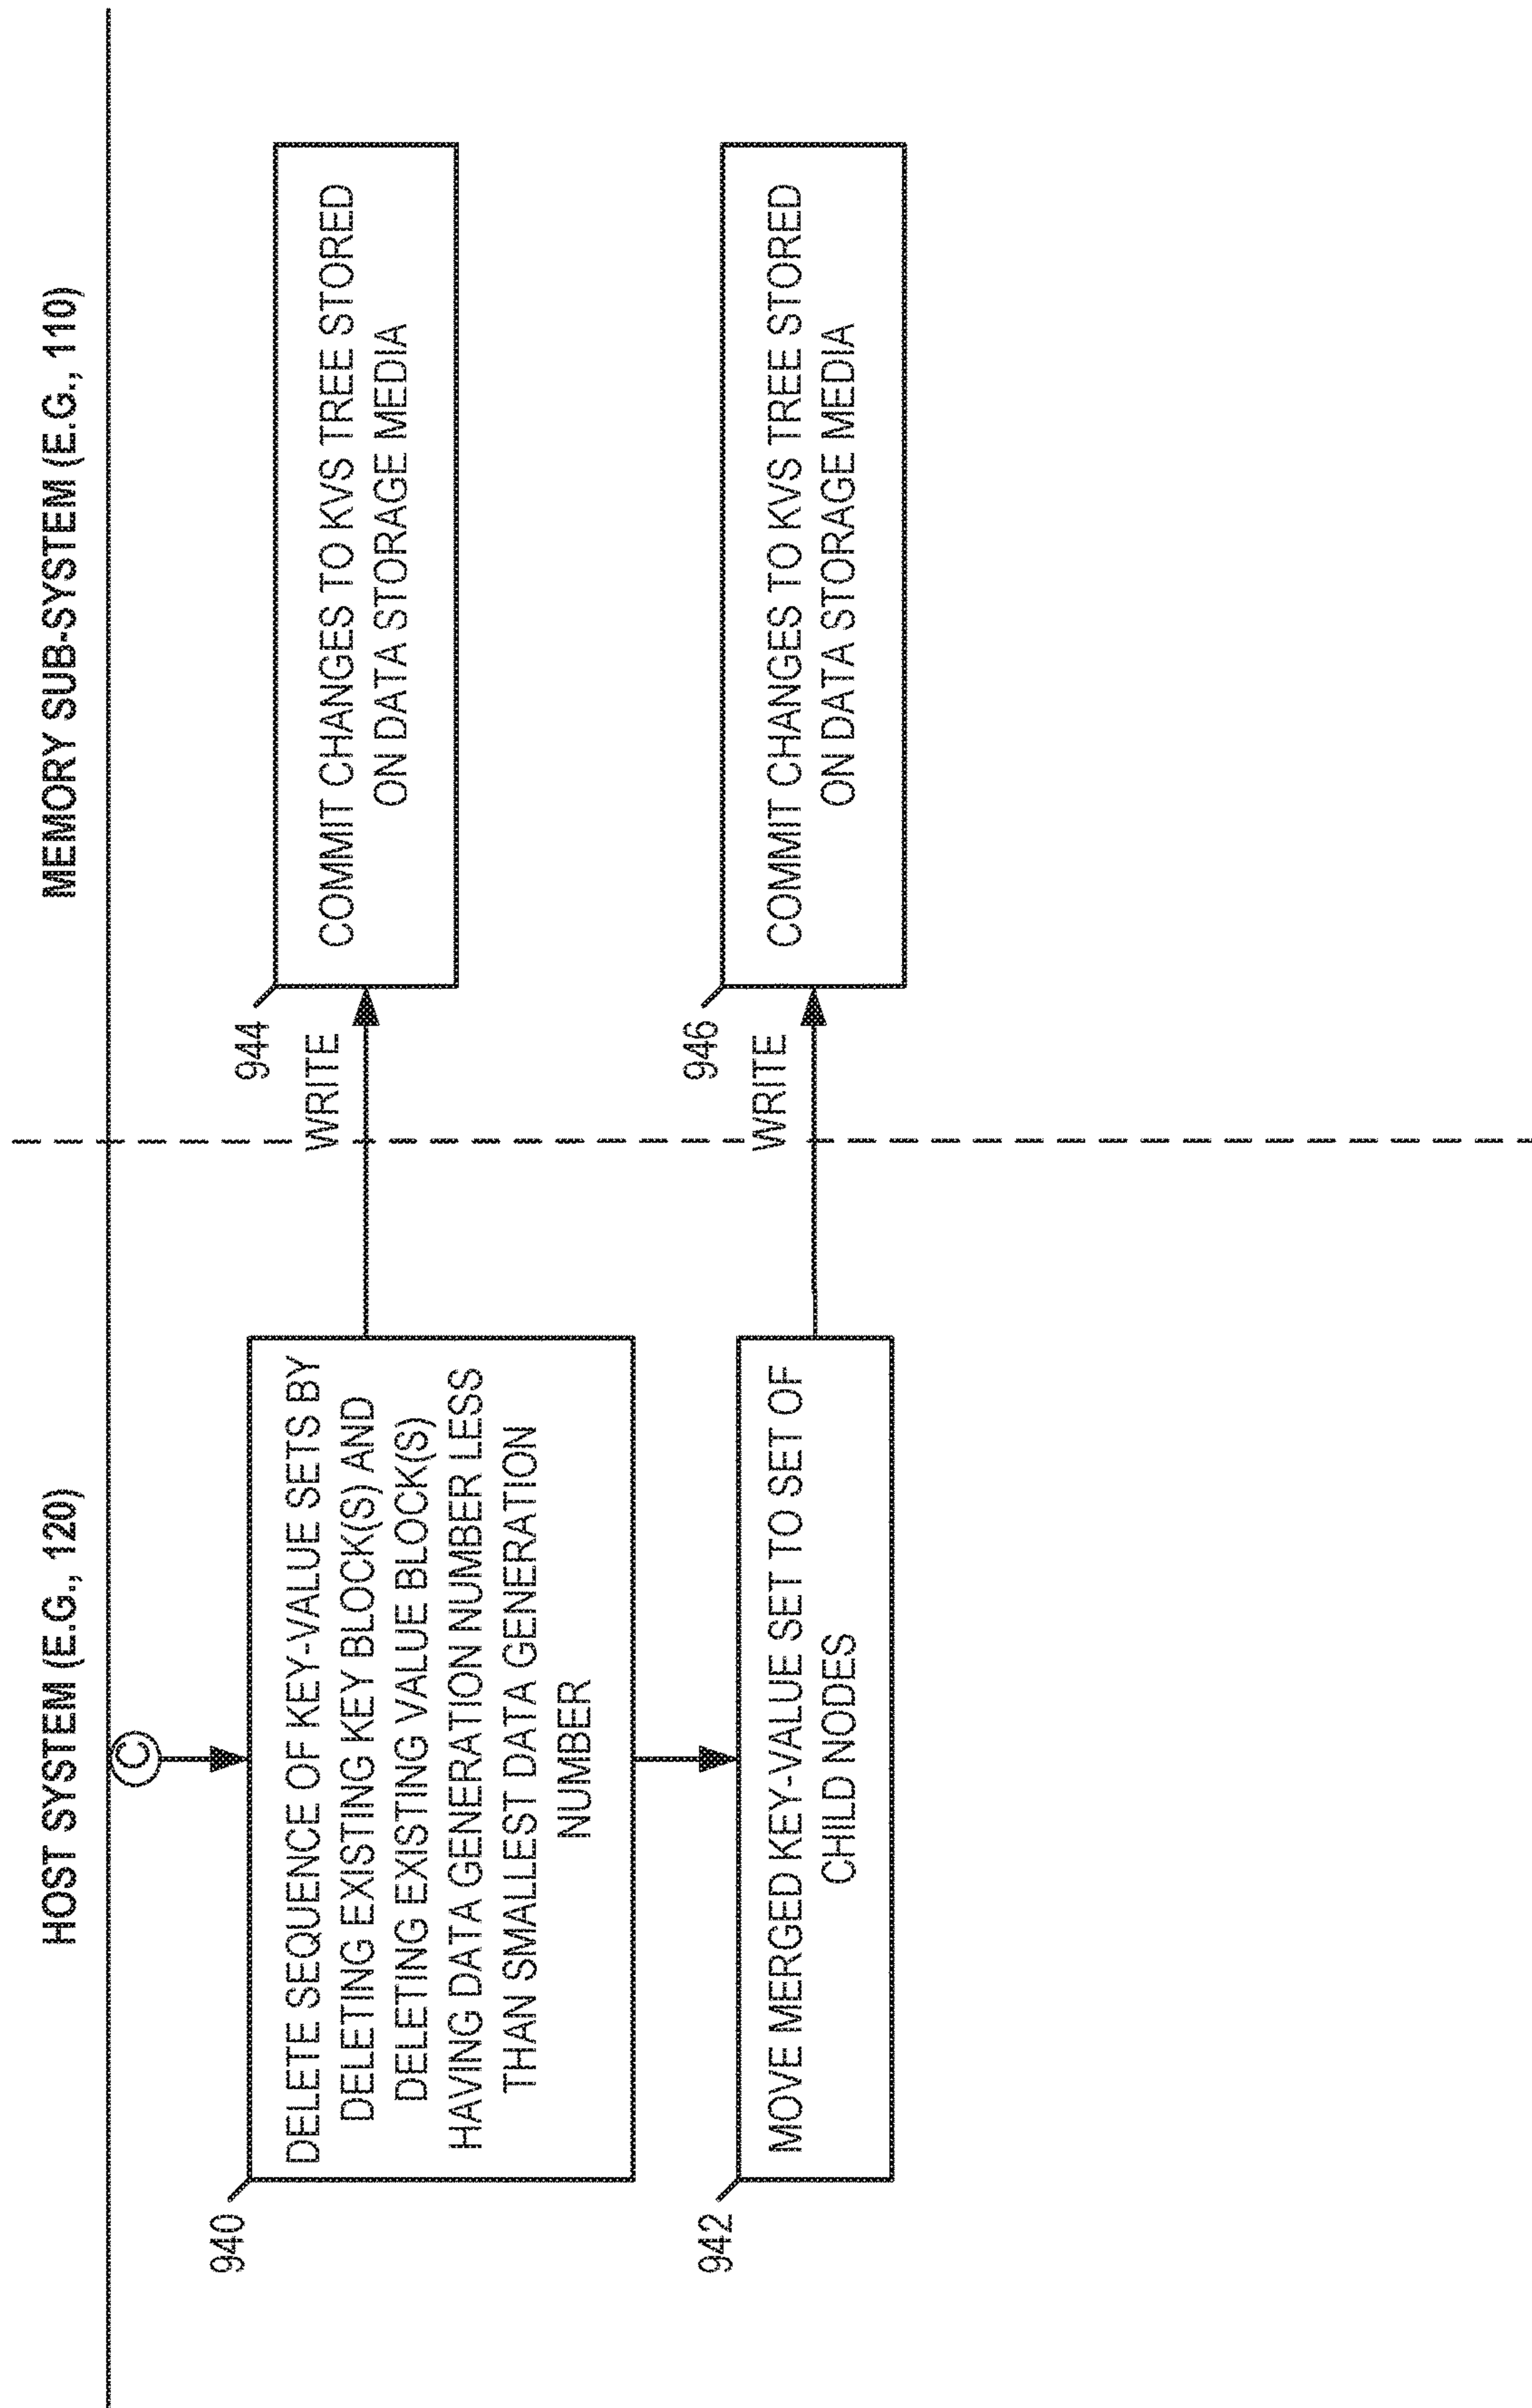 HOST SYSTEM (E.G., 120)
MEMORY SUB-SYSTEM (E.G., 110)
C
940
DELETE SEQUENCE OF KEY-VALUE SETS BY
DELETING EXISTING KEY BLOCK(S) AND
DELETING EXISTING VALUE BLOCK(S)
HAVING DATA GENERATION NUMBER LESS
THAN SMALLEST DATA GENERATION
NUMBER
WRITE
944
COMMIT CHANGES TO KVS TREE STORED
ON DATA STORAGE MEDIA
942
MOVE MERGED KEY-VALUE SET TO SET OF
CHILD NODES
WRITE
946
COMMIT CHANGES TO KVS TREE STORED
ON DATA STORAGE MEDIA